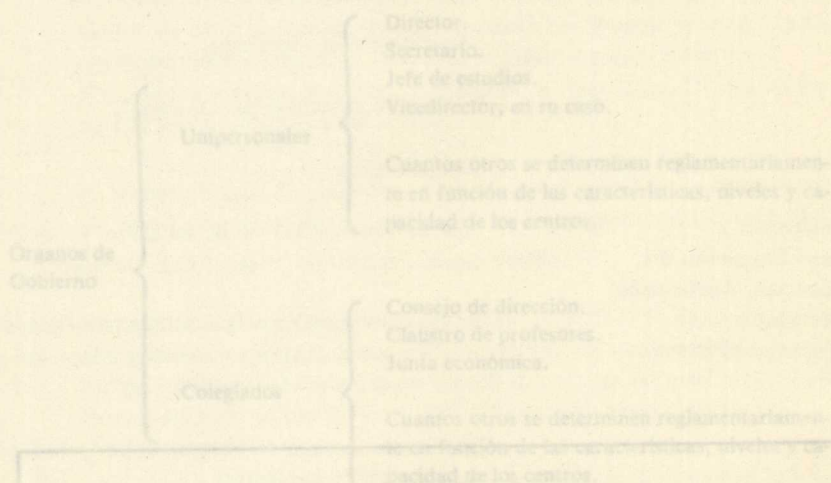 Director.
Secretario.
Jefe de estudios.
Vicedirector, en su caso.
Unipersonales
Cuantos otros se determinen reglamentariamen-
te en función de las características, niveles y ca-
pacidad de los centros.
Organos de
Gobierno
Consejo de dirección.
Claustro de profesores.
Junta económica.
Colegiados
Cuantos otros se determinen reglamentariamen-
te en función de las características, niveles y ca-
pacidad de los centros.